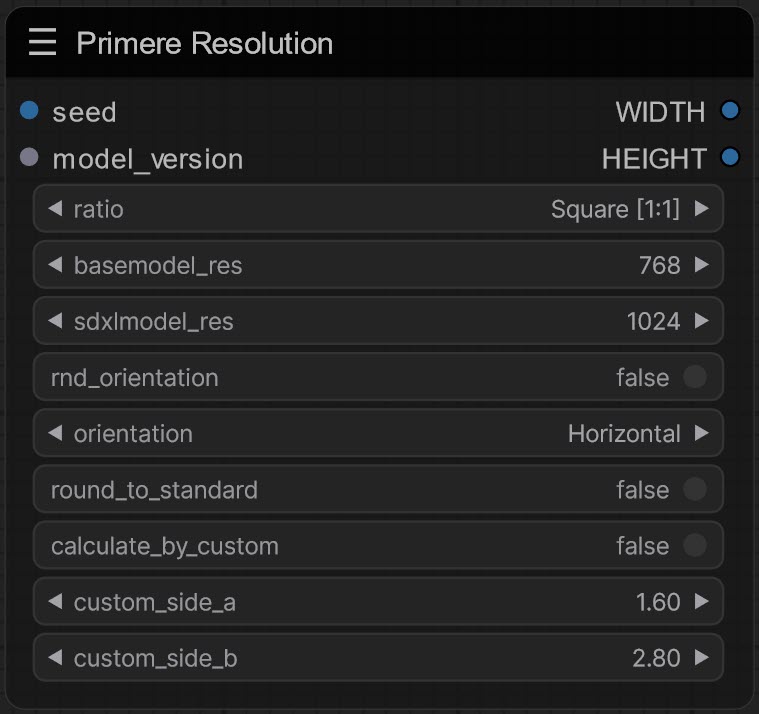 Primere Resolution
seed WIDTH
model_version HEIGHT
ratio Square [1:1]
basemodel_res 768
sdxlmodel_res 1024
rnd_orientation false
orientation Horizontal
round_to_standard false
calculate_by_custom false
custom_side_a 1.60
custom_side_b 2.80